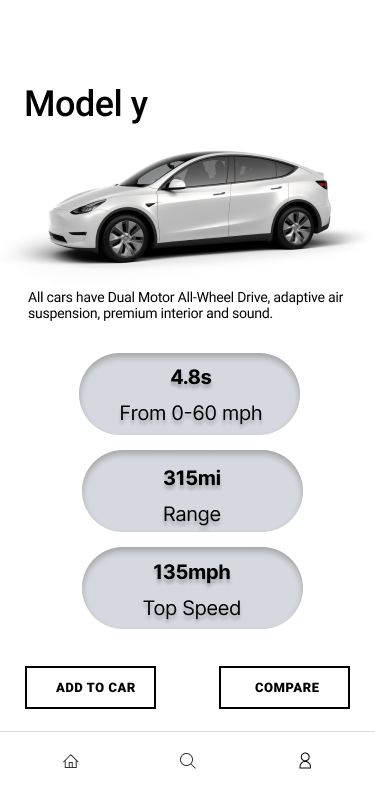 Model y
All cars have Dual Motor All-Wheel Drive, adaptive air
suspension, premium interior and sound.
4.8s
From 0-60 mph
315mi
Range
135mph
Top Speed
ADD TO CAR
COMPARE